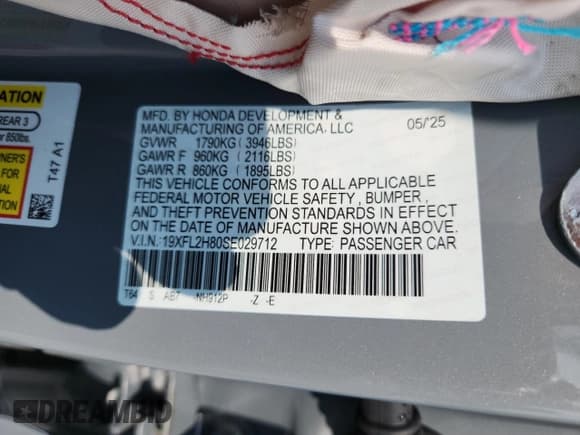 ATION
REAR 3
850lbs.
T47 A1
MFD. BY HONDA DEVELOPMENT &
MANUFACTURING OF AMERICA, LLC 05/'25
GVWR 1790KG (3946LBS)
GAWR F 960KG (2116LBS)
GAWR R 860KG (1895LBS)
THIS VEHICLE CONFORMS TO ALL APPLICABLE
FEDERAL MOTOR VEHICLE SAFETY, BUMPER,
AND THEFT PREVENTION STANDARDS IN EFFECT
ON THE DATE OF MANUFACTURE SHOWN ABOVE.
V.I.N.:19XFL2H80SE029712 TYPE: PASSENGER CAR
T64 S AB7 NH912P -Z -E
DREAMBID